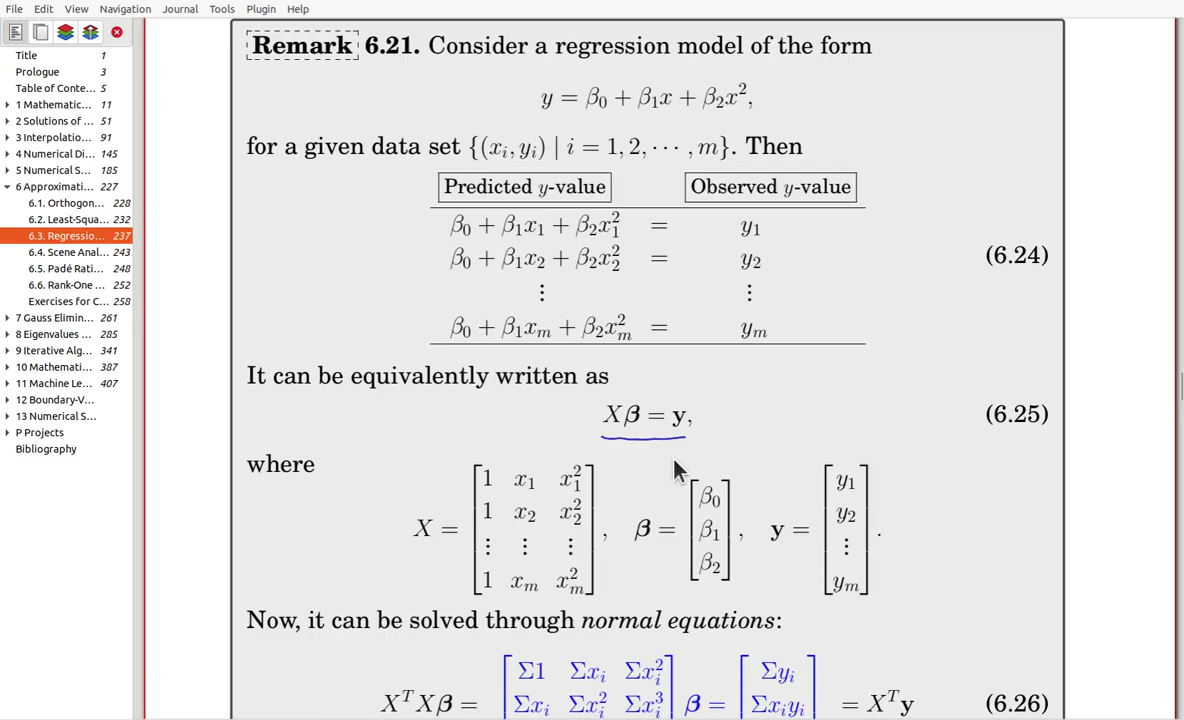 File Edit View Navigation Journal Tools Plugin Help
Title 1
Prologue 3
Table of Conte... 5
1 Mathematic... 11
2 Solutions of ... 51
3 Interpolatio... 91
4 Numerical Di... 145
5 Numerical S... 185
6 Approximati... 227
6.1. Orthogon... 228
6.2. Least-Squa... 232
6.3. Regressio... 237
6.4. Scene Anal... 243
6.5. Padé Rati... 248
6.6. Rank-One ... 252
Exercises for C... 258
7 Gauss Elimin... 261
8 Eigenvalues ... 285
9 Iterative Alg... 341
10 Mathemati... 387
11 Machine Le... 407
12 Boundary-V...
13 Numerical S...
P Projects
Bibliography
Remark 6.21. Consider a regression model of the form
y = β₀ + β₁x + β₂x²,
for a given data set {(xᵢ, yᵢ) | i = 1, 2, ⋯ , m}. Then
Predicted y-value Observed y-value
β₀ + β₁x₁ + β₂x₁² = y₁
β₀ + β₁x₂ + β₂x₂² = y₂ (6.24)
⋮ ⋮
β₀ + β₁xₘ + β₂xₘ² = yₘ
It can be equivalently written as
Xβ = y, (6.25)
where
X = [1 x₁ x₁²; 1 x₂ x₂²; ⋮ ⋮ ⋮; 1 xₘ xₘ²], β = [β₀; β₁; β₂], y = [y₁; y₂; ⋮; yₘ].
Now, it can be solved through normal equations:
XᵀXβ = [Σ1 Σxᵢ Σxᵢ²; Σxᵢ Σxᵢ² Σxᵢ³] β = [Σyᵢ; Σxᵢyᵢ] = Xᵀy (6.26)